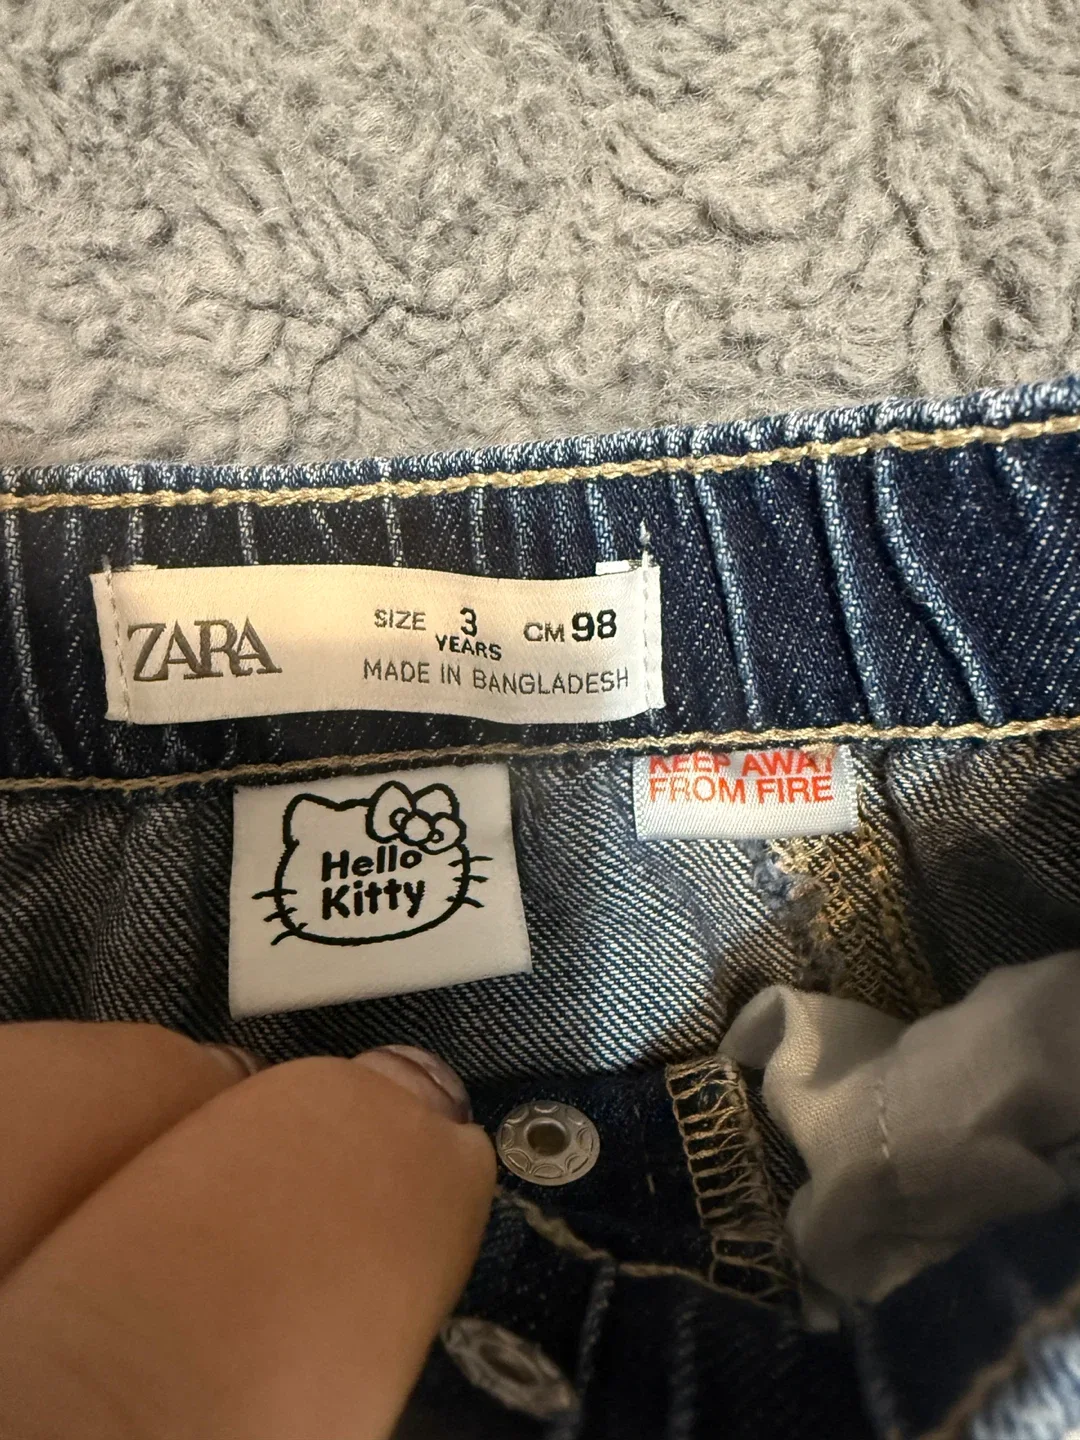 ZARA
SIZE 3 YEARS CM 98
MADE IN BANGLADESH
KEEP AWAY
FROM FIRE
Hello
Kitty